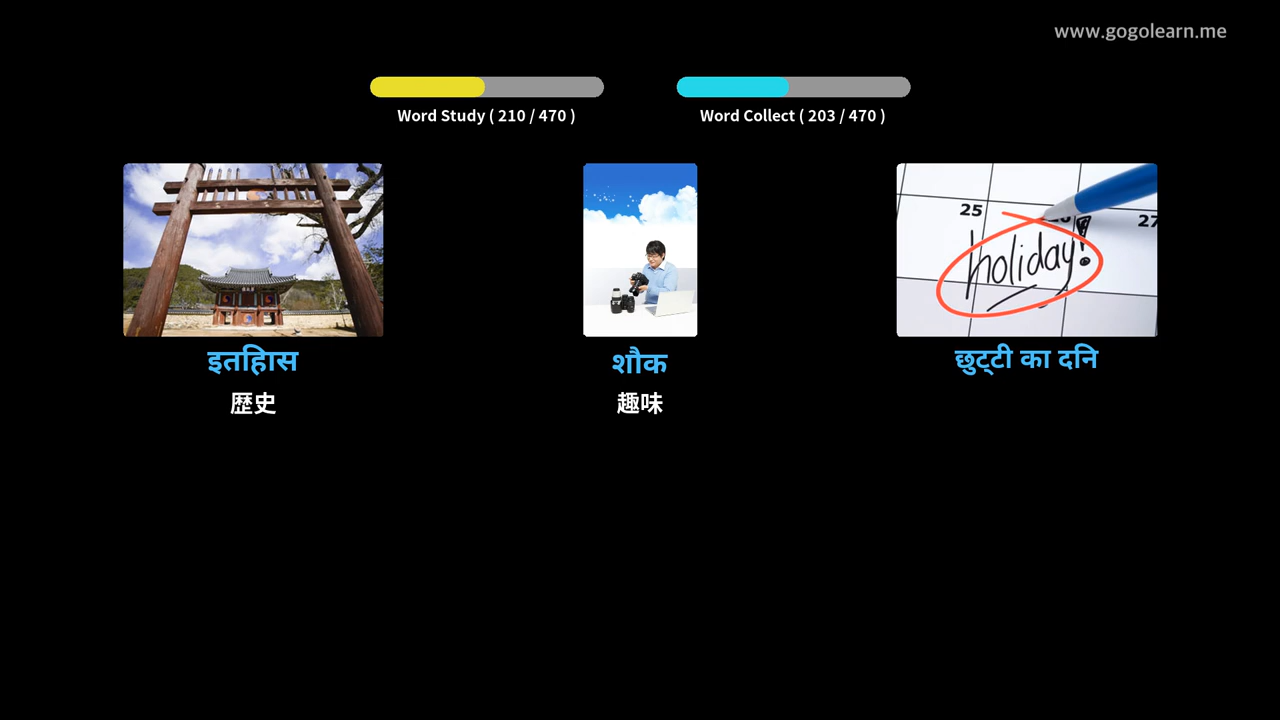 www.gogolearn.me
Word Study ( 210 / 470 )
Word Collect ( 203 / 470 )
25
27
holiday!
इतहिास
शौक
छुट्टी का दनि
歴史
趣味